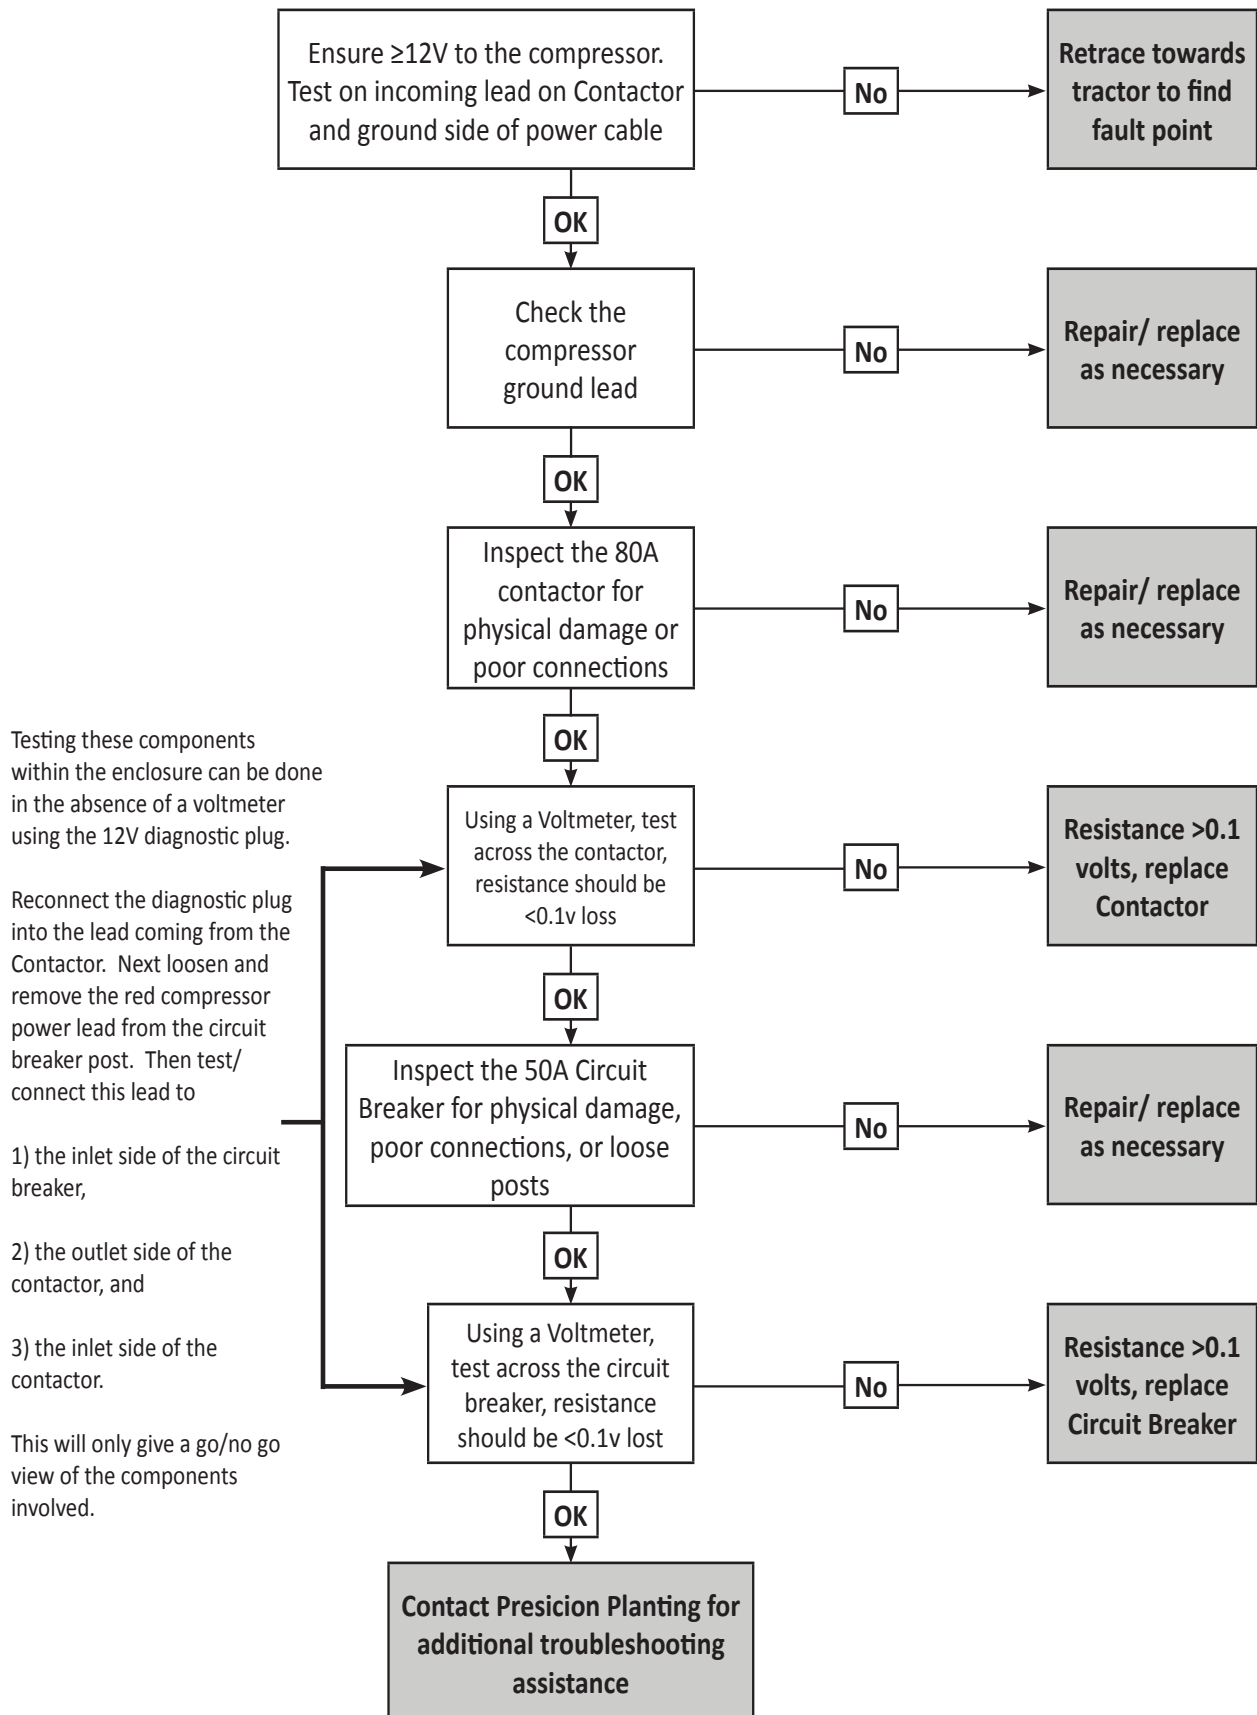 Ensure ≥12V to the compressor.
Test on incoming lead on Contactor
and ground side of power cable
No
Retrace towards
tractor to find
fault point
OK
Check the
compressor
ground lead
No
Repair/ replace
as necessary
OK
Inspect the 80A
contactor for
physical damage or
poor connections
No
Repair/ replace
as necessary
OK
Testing these components
within the enclosure can be done
in the absence of a voltmeter
using the 12V diagnostic plug.
Reconnect the diagnostic plug
into the lead coming from the
Contactor.  Next loosen and
remove the red compressor
power lead from the circuit
breaker post.  Then test/
connect this lead to
1) the inlet side of the circuit
breaker,
2) the outlet side of the
contactor, and
3) the inlet side of the
contactor.
This will only give a go/no go
view of the components
involved.
Using a Voltmeter, test
across the contactor,
resistance should be
<0.1v loss
No
Resistance >0.1
volts, replace
Contactor
OK
Inspect the 50A Circuit
Breaker for physical damage,
poor connections, or loose
posts
No
Repair/ replace
as necessary
OK
Using a Voltmeter,
test across the circuit
breaker, resistance
should be <0.1v lost
No
Resistance >0.1
volts, replace
Circuit Breaker
OK
Contact Presicion Planting for
additional troubleshooting
assistance